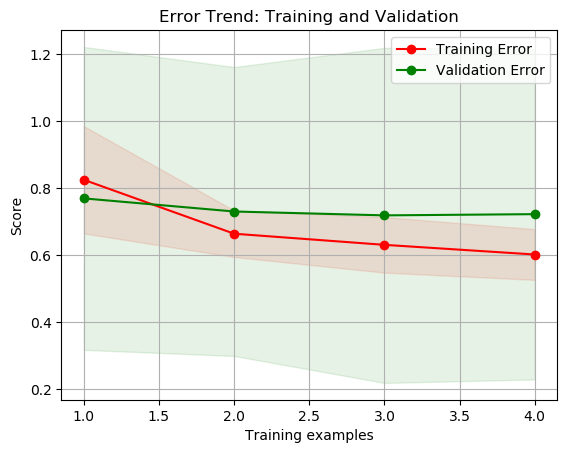 Error Trend: Training and Validation
Training Error
Validation Error
1.2
1.0
0.8
0.6
0.4
0.2
Score
1.0
1.5
2.0
2.5
3.0
3.5
4.0
Training examples